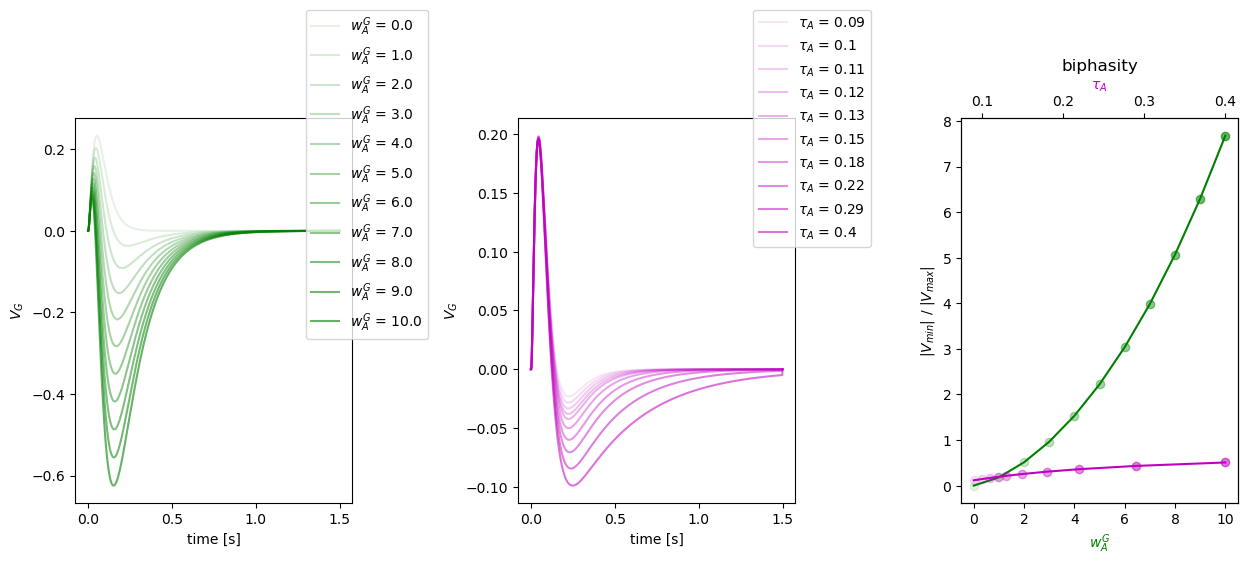 w_A^G = 0.0
w_A^G = 1.0
w_A^G = 2.0
w_A^G = 3.0
w_A^G = 4.0
w_A^G = 5.0
w_A^G = 6.0
w_A^G = 7.0
w_A^G = 8.0
w_A^G = 9.0
w_A^G = 10.0
0.2
0.0
−0.2
−0.4
−0.6
V_G
0.0 0.5 1.0 1.5
time [s]
τ_A = 0.09
τ_A = 0.1
τ_A = 0.11
τ_A = 0.12
τ_A = 0.13
τ_A = 0.15
τ_A = 0.18
τ_A = 0.22
τ_A = 0.29
τ_A = 0.4
0.20
0.15
0.10
0.05
0.00
−0.05
−0.10
V_G
0.0 0.5 1.0 1.5
time [s]
biphasity
τ_A
0.1 0.2 0.3 0.4
8
7
6
5
4
3
2
1
0
|V_min| / |V_max|
0 2 4 6 8 10
w_A^G